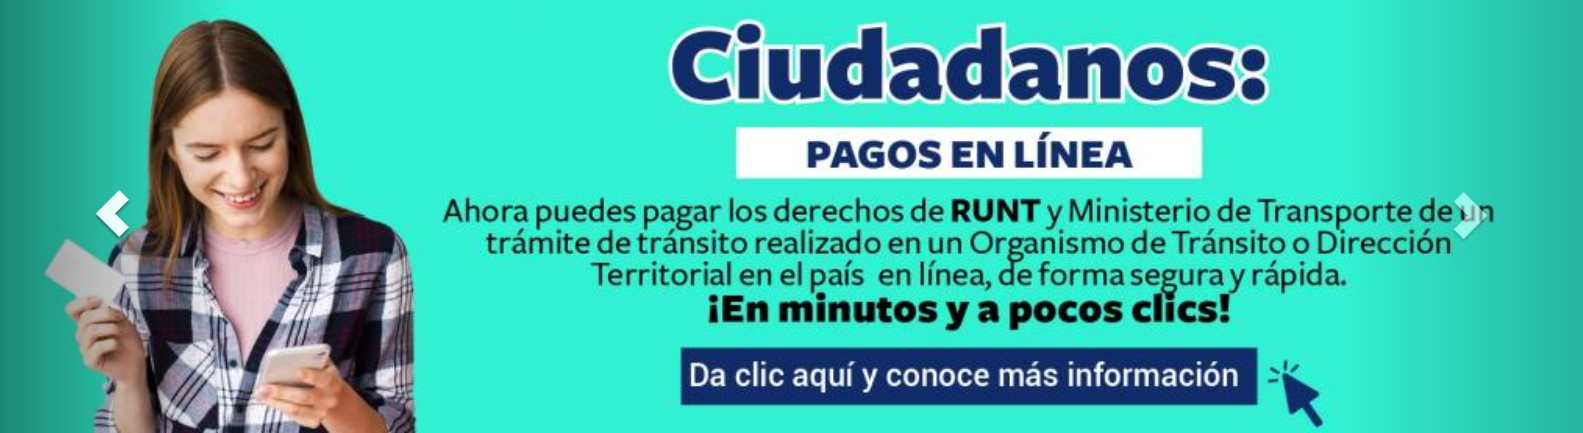 Ciudadanos:
PAGOS EN LÍNEA
Ahora puedes pagar los derechos de RUNT y Ministerio de Transporte de un
trámite de tránsito realizado en un Organismo de Tránsito o Dirección
Territorial en el país en línea, de forma segura y rápida.
¡En minutos y a pocos clics!
Da clic aquí y conoce más información